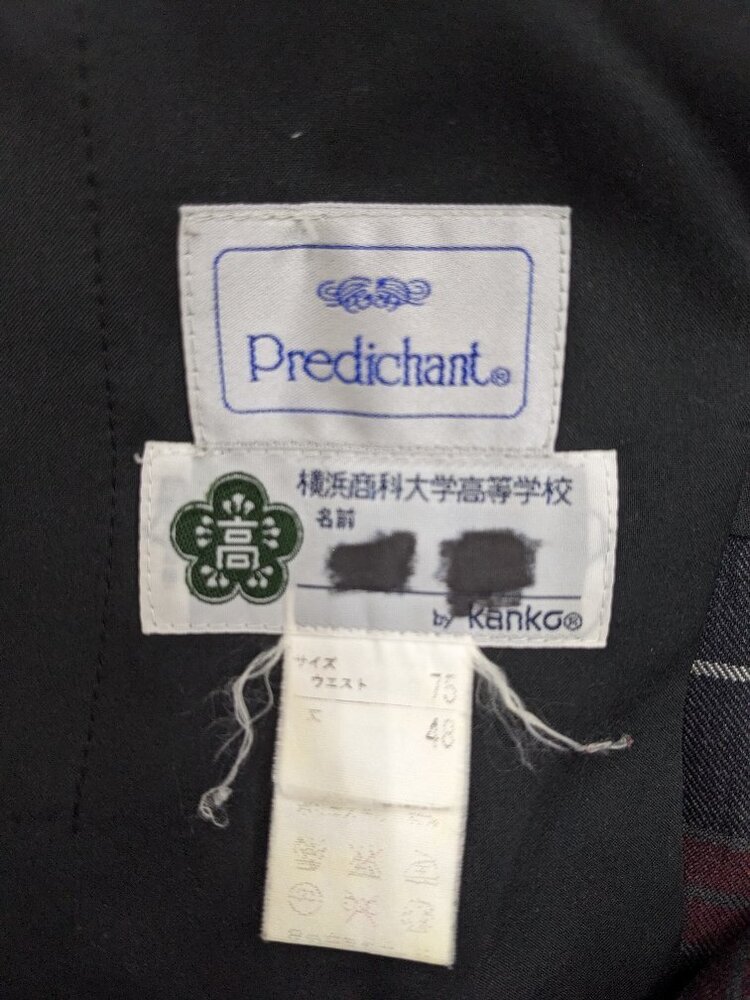 Predichant®
横浜商科大学高等学校
高
名前
by Kanko®
サイズ
ウエスト 75
丈 48